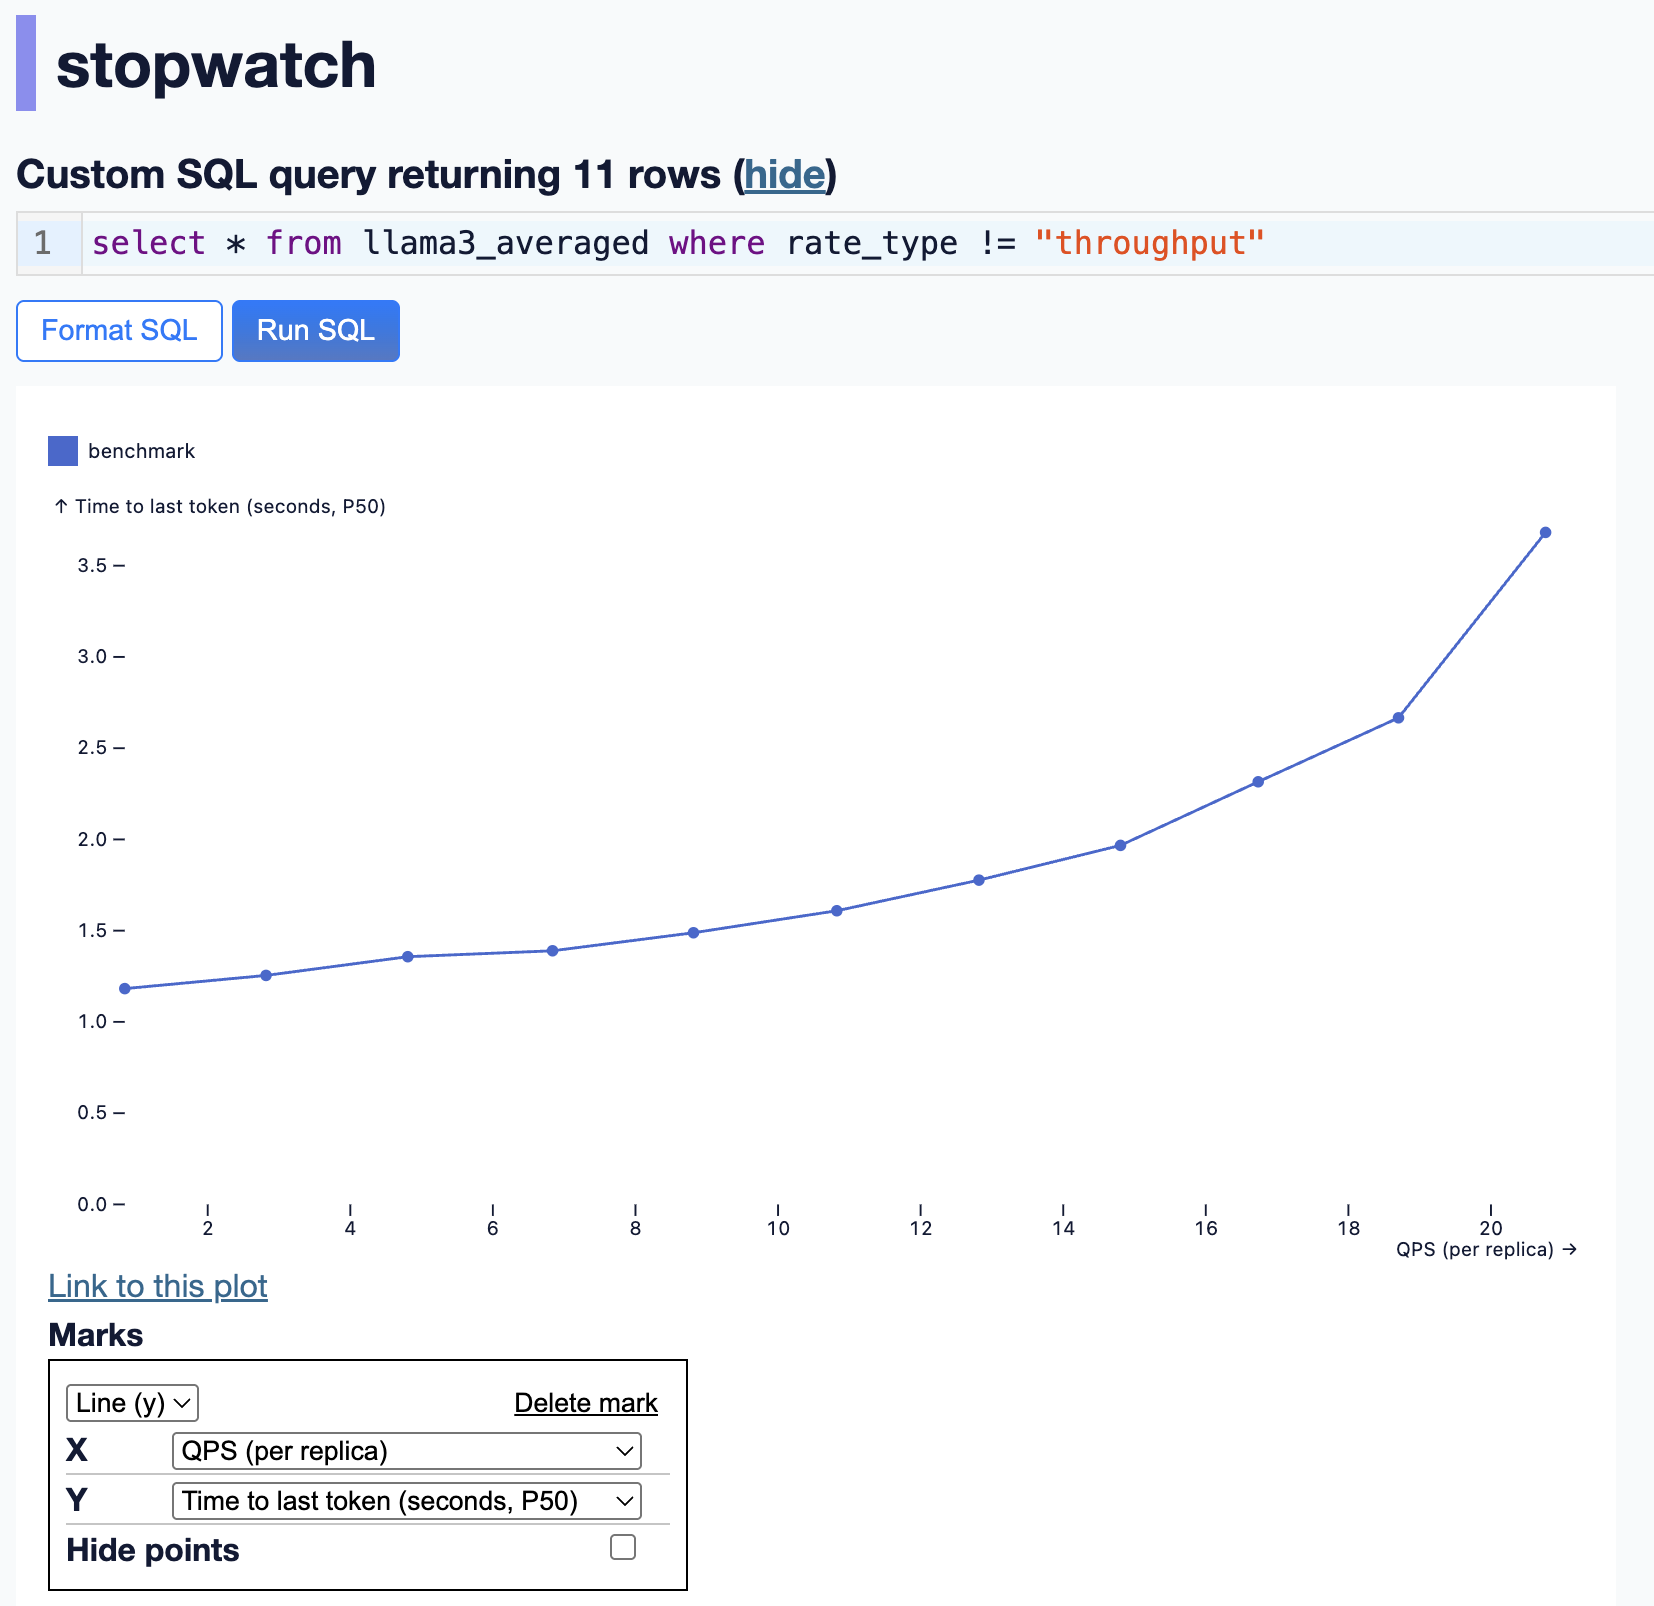 stopwatch
Custom SQL query returning 11 rows (hide)
1 select * from llama3_averaged where rate_type != "throughput"
Format SQL Run SQL
benchmark
↑ Time to last token (seconds, P50)
3.5
3.0
2.5
2.0
1.5
1.0
0.5
0.0
2 4 6 8 10 12 14 16 18 20
QPS (per replica) →
Link to this plot
Marks
Line (y) Delete mark
X QPS (per replica)
Y Time to last token (seconds, P50)
Hide points